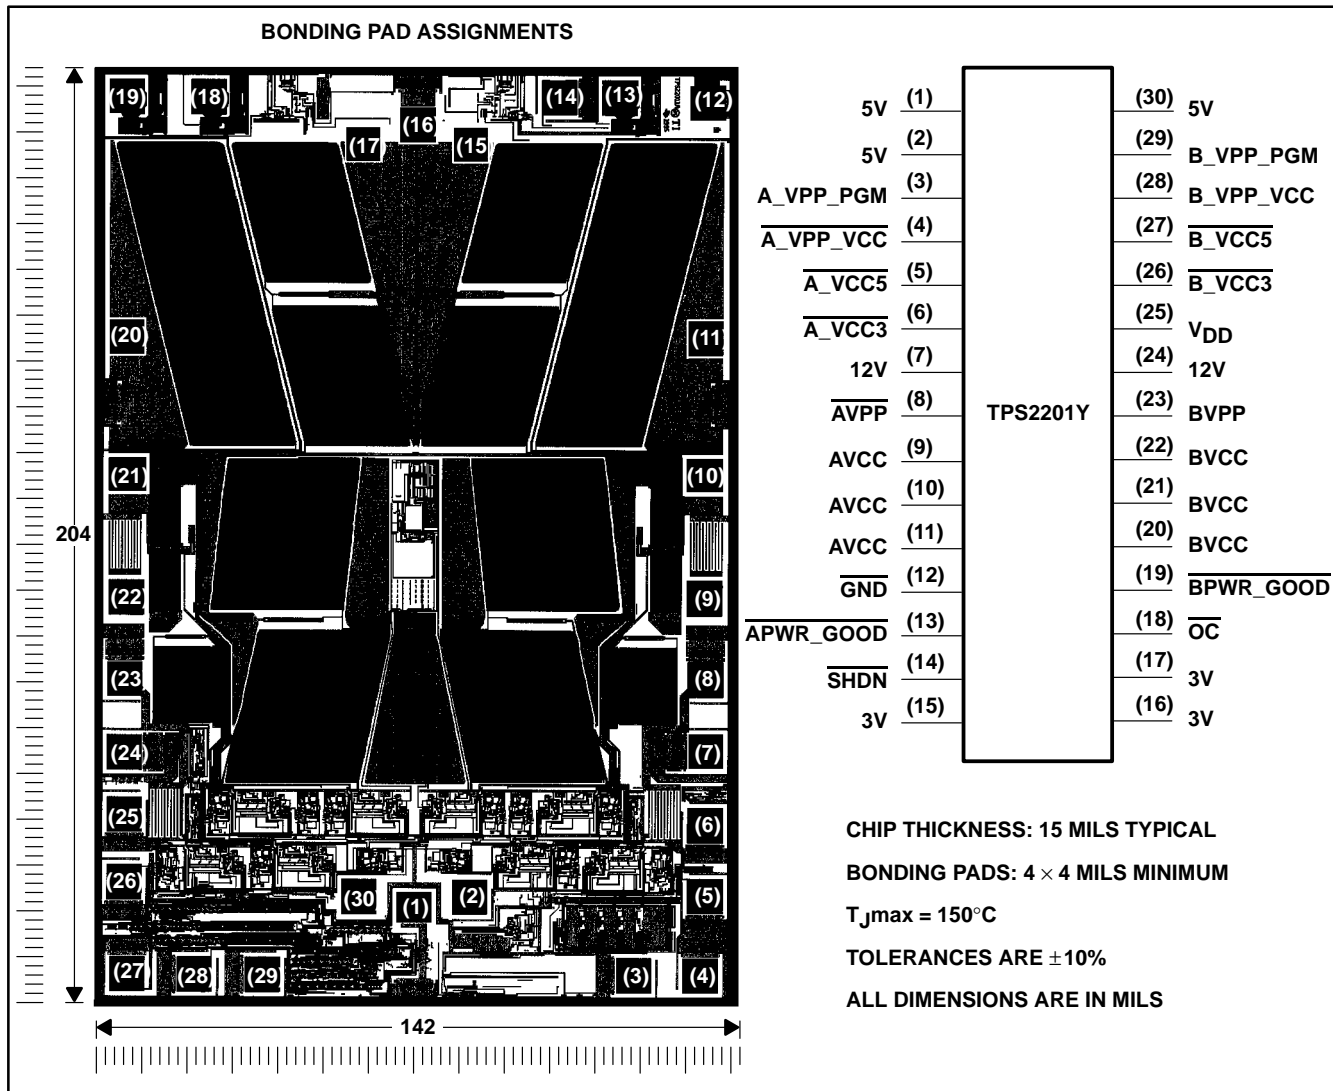 BONDING PAD ASSIGNMENTS
(19) (18) (17) (16) (15) (14) (13) (12)
(20) (11)
(21) (10)
204
142
(22) (9)
(23) (8)
(24) (7)
(25) (6)
(26) (5)
(30) (1) (2)
(27) (28) (29) (3) (4)
5V (1)
5V (2)
A_VPP_PGM (3)
A_VPP_VCC (4)
A_VCC5 (5)
A_VCC3 (6)
12V (7)
AVPP (8)
AVCC (9)
AVCC (10)
AVCC (11)
GND (12)
APWR_GOOD (13)
SHDN (14)
3V (15)
TPS2201Y
(30) 5V
(29) B_VPP_PGM
(28) B_VPP_VCC
(27) B_VCC5
(26) B_VCC3
(25) VDD
(24) 12V
(23) BVPP
(22) BVCC
(21) BVCC
(20) BVCC
(19) BPWR_GOOD
(18) OC
(17) 3V
(16) 3V
CHIP THICKNESS: 15 MILS TYPICAL
BONDING PADS: 4 × 4 MILS MINIMUM
TJmax = 150°C
TOLERANCES ARE ±10%
ALL DIMENSIONS ARE IN MILS